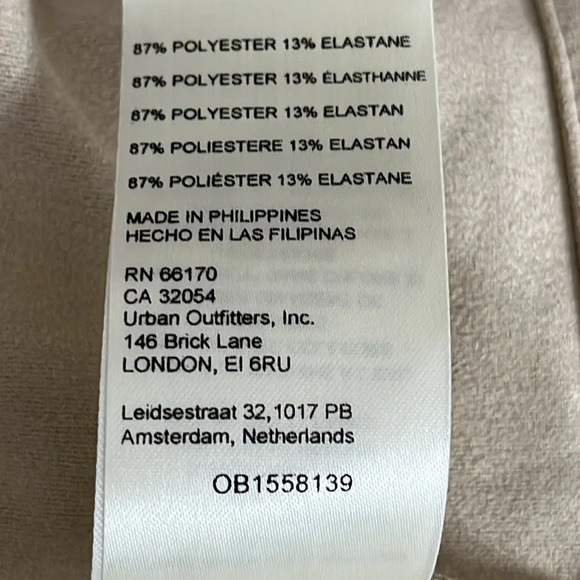 87% POLYESTER 13% ELASTANE
87% POLYESTER 13% ÉLASTHANNE
87% POLYESTER 13% ELASTAN
87% POLIESTERE 13% ELASTAN
87% POLIÉSTER 13% ELASTANE
MADE IN PHILIPPINES
HECHO EN LAS FILIPINAS
RN 66170
CA 32054
Urban Outfitters, Inc.
146 Brick Lane
LONDON, EI 6RU
Leidsestraat 32,1017 PB
Amsterdam, Netherlands
OB1558139